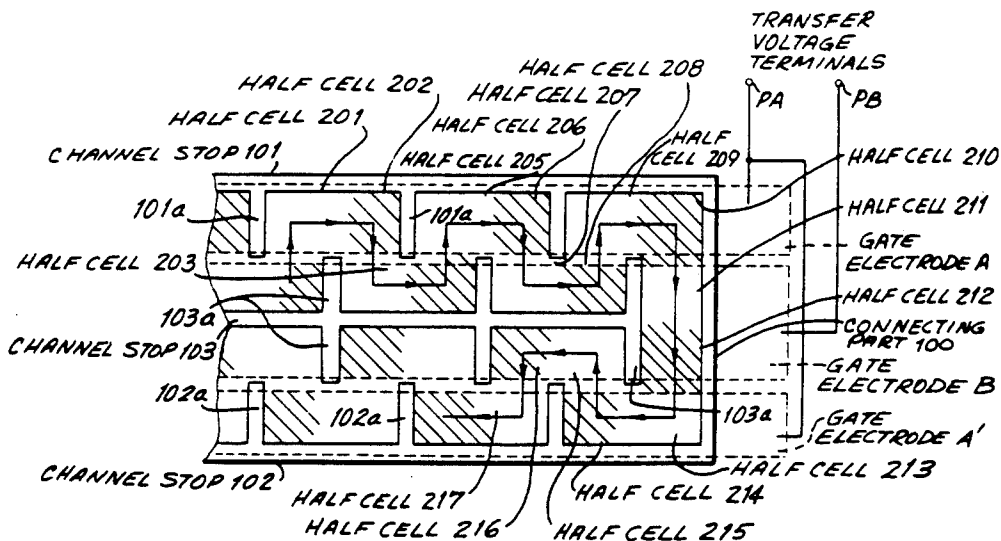 TRANSFER
VOLTAGE
TERMINALS
PA
PB
HALF CELL 208
HALF CELL 207
HALF CELL 202
HALF CELL 206
HALF CELL 201
HALF CELL 205
HALF
CELL 209
HALF CELL 210
CHANNEL STOP 101
101a
101a
HALF CELL 211
GATE
ELECTRODE A
HALF CELL 203
HALF CELL 212
103a
CONNECTING
PART 100
CHANNEL STOP 103
GATE
ELECTRODE B
102a
102a
103a
GATE
ELECTRODE A'
CHANNEL STOP 102
HALF CELL 213
HALF CELL 217
HALF CELL 214
HALF CELL 216
HALF CELL 215